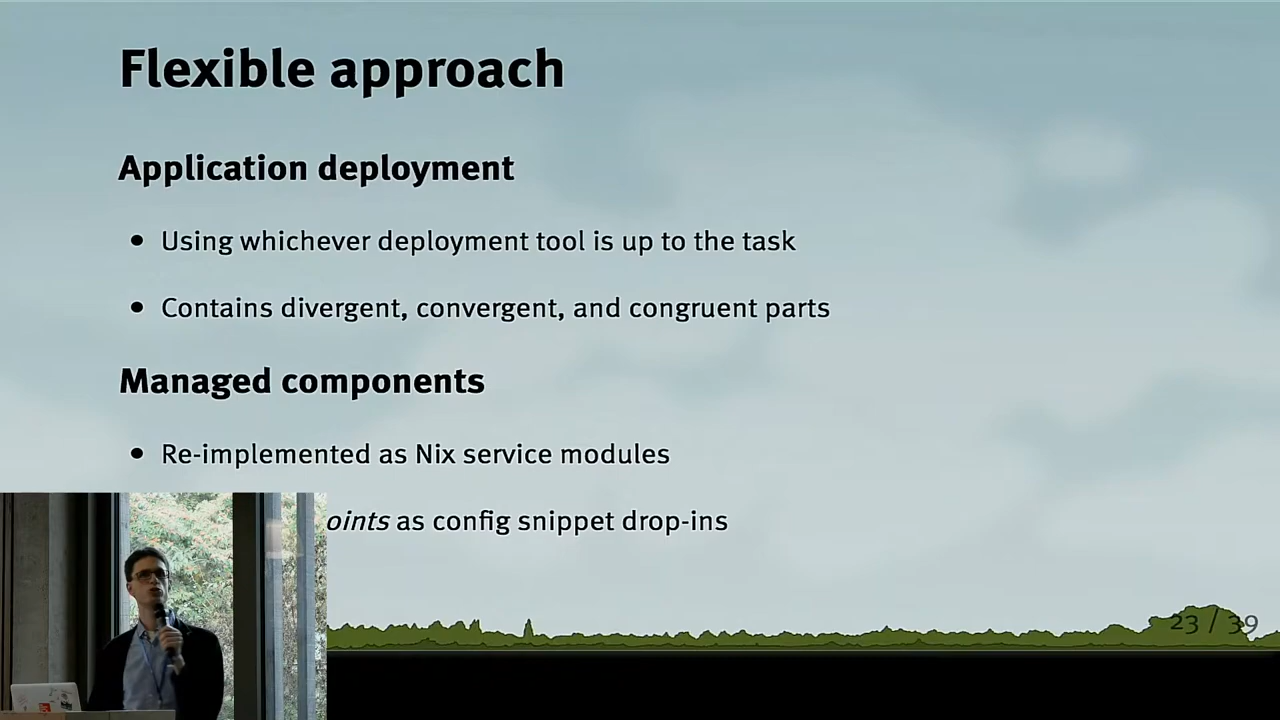 Flexible approach
Application deployment
• Using whichever deployment tool is up to the task
• Contains divergent, convergent, and congruent parts
Managed components
• Re-implemented as Nix service modules
as config snippet drop-ins
23 / 39